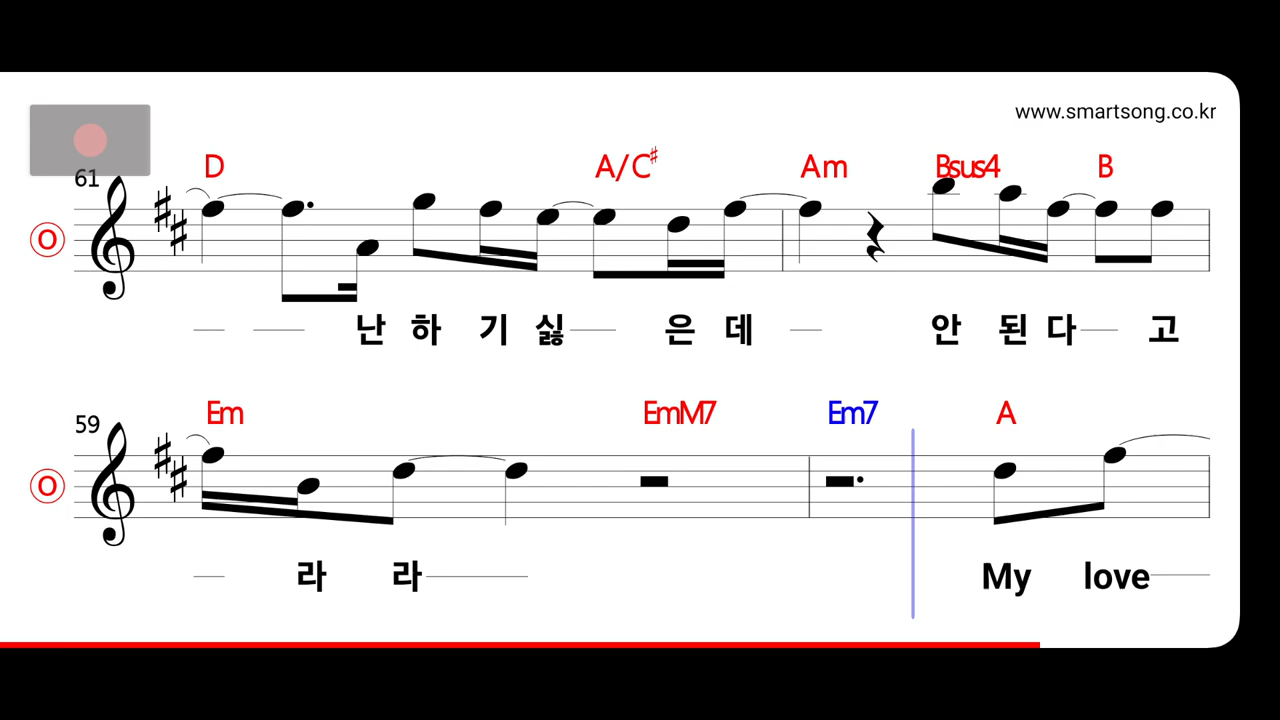 www.smartsong.co.kr
D A/C♯ Am Bsus4 B
61
O
난 하 기 싫 은 데 안 된 다 고
Em EmM7 Em7 A
59
O
라 라 My love